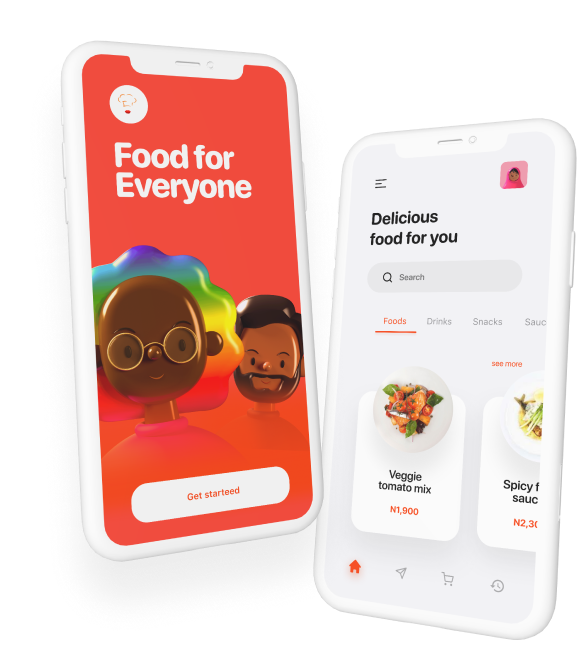 Food for
Everyone
Get starteed
Delicious
food for you
Search
Foods Drinks Snacks Sauc
see more
Veggie
tomato mix
N1,900
Spicy f
sauc
N2,30